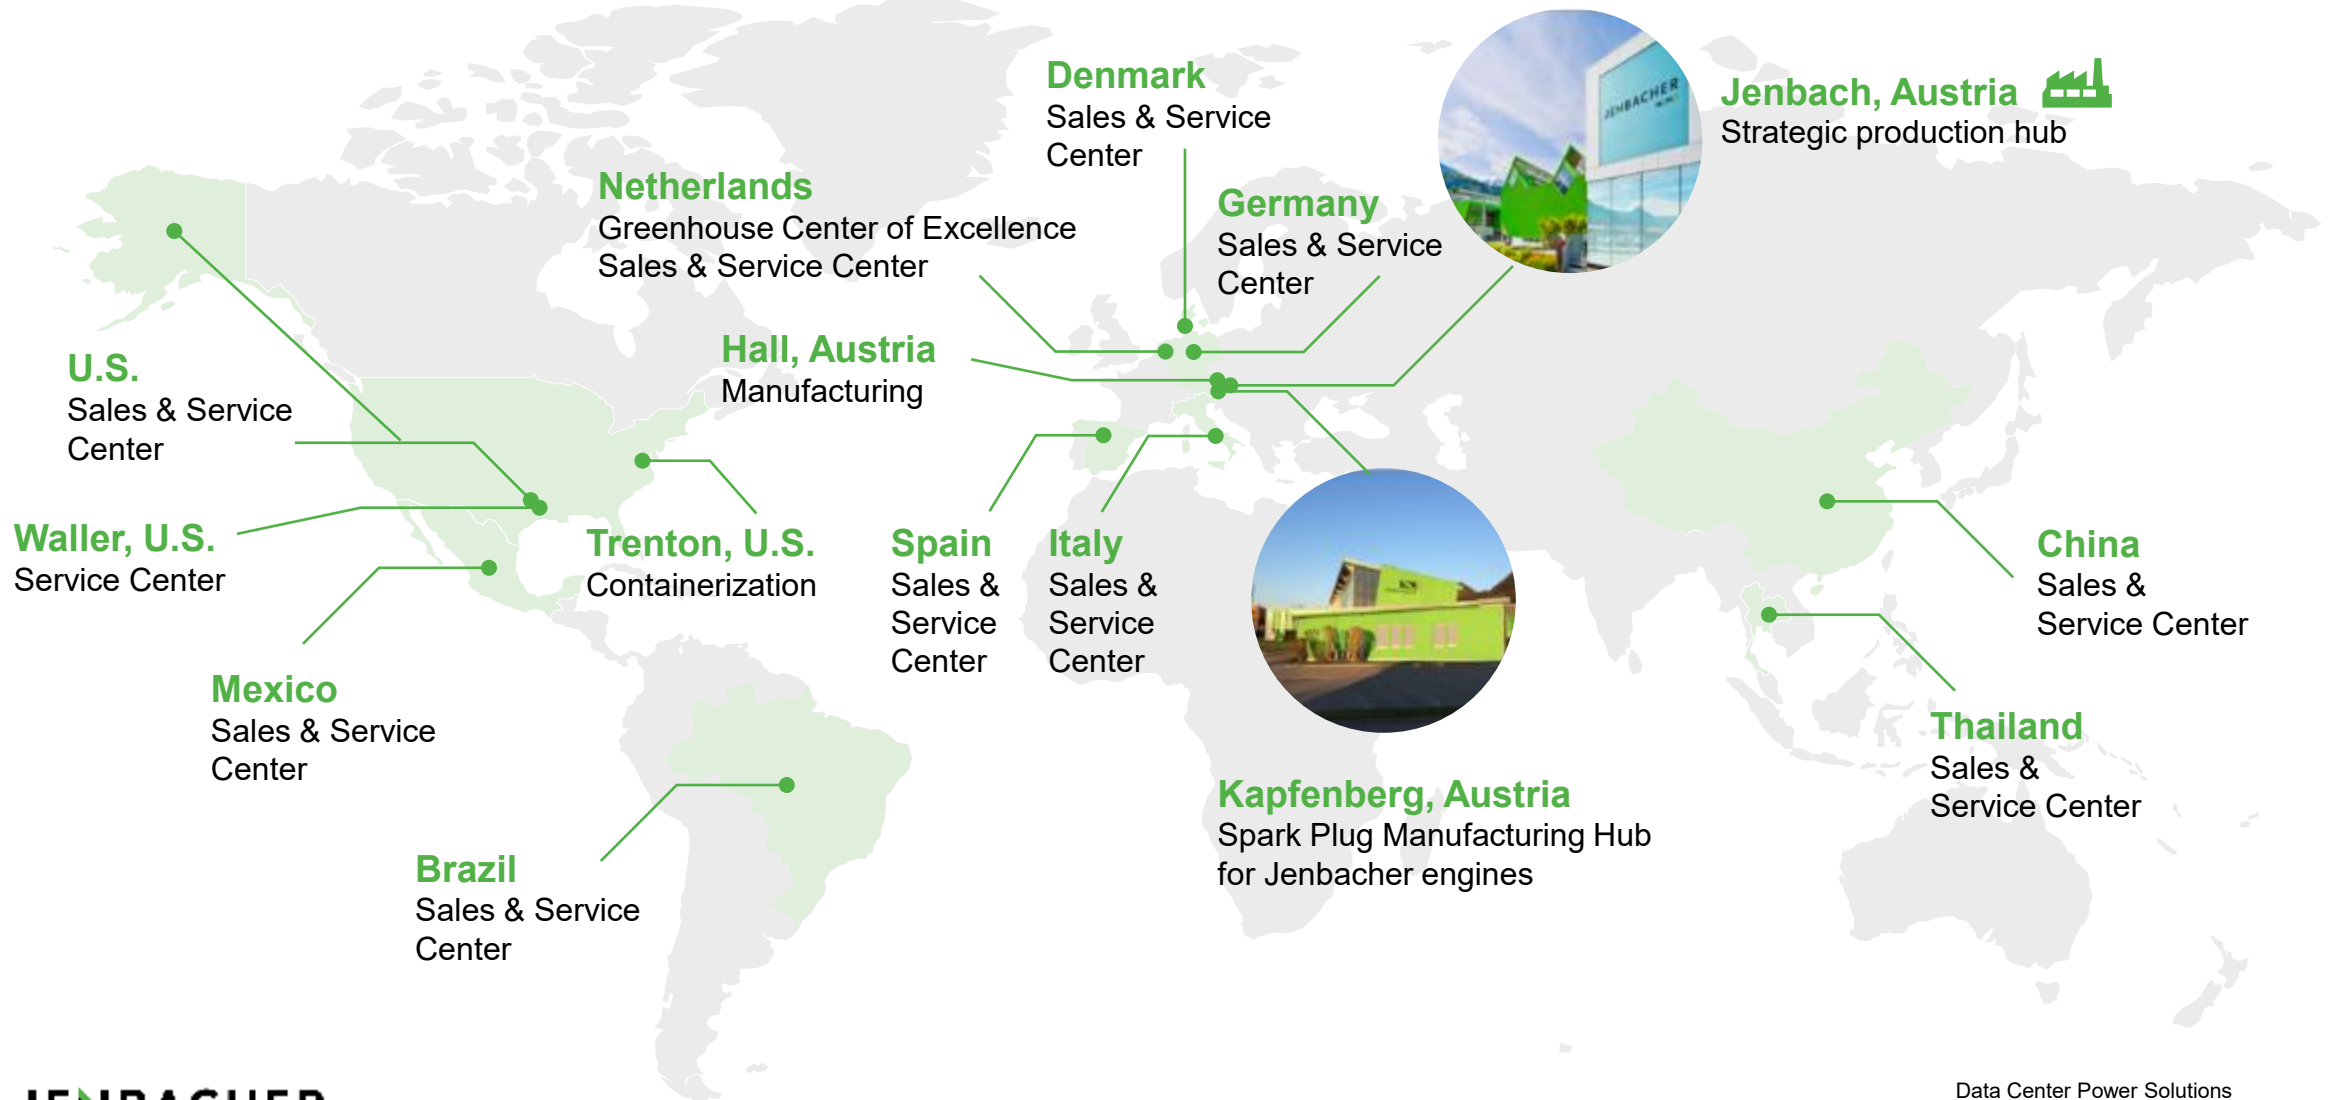 Denmark
Sales & Service
Center
Jenbach, Austria
Strategic production hub
JENBACHER
Netherlands
Greenhouse Center of Excellence
Sales & Service Center
Germany
Sales & Service
Center
Hall, Austria
Manufacturing
U.S.
Sales & Service
Center
Waller, U.S.
Service Center
Trenton, U.S.
Containerization
Spain
Sales &
Service
Center
Italy
Sales &
Service
Center
China
Sales &
Service Center
Mexico
Sales & Service
Center
Thailand
Sales &
Service Center
Kapfenberg, Austria
Spark Plug Manufacturing Hub
for Jenbacher engines
Brazil
Sales & Service
Center
JENBACHER
Data Center Power Solutions